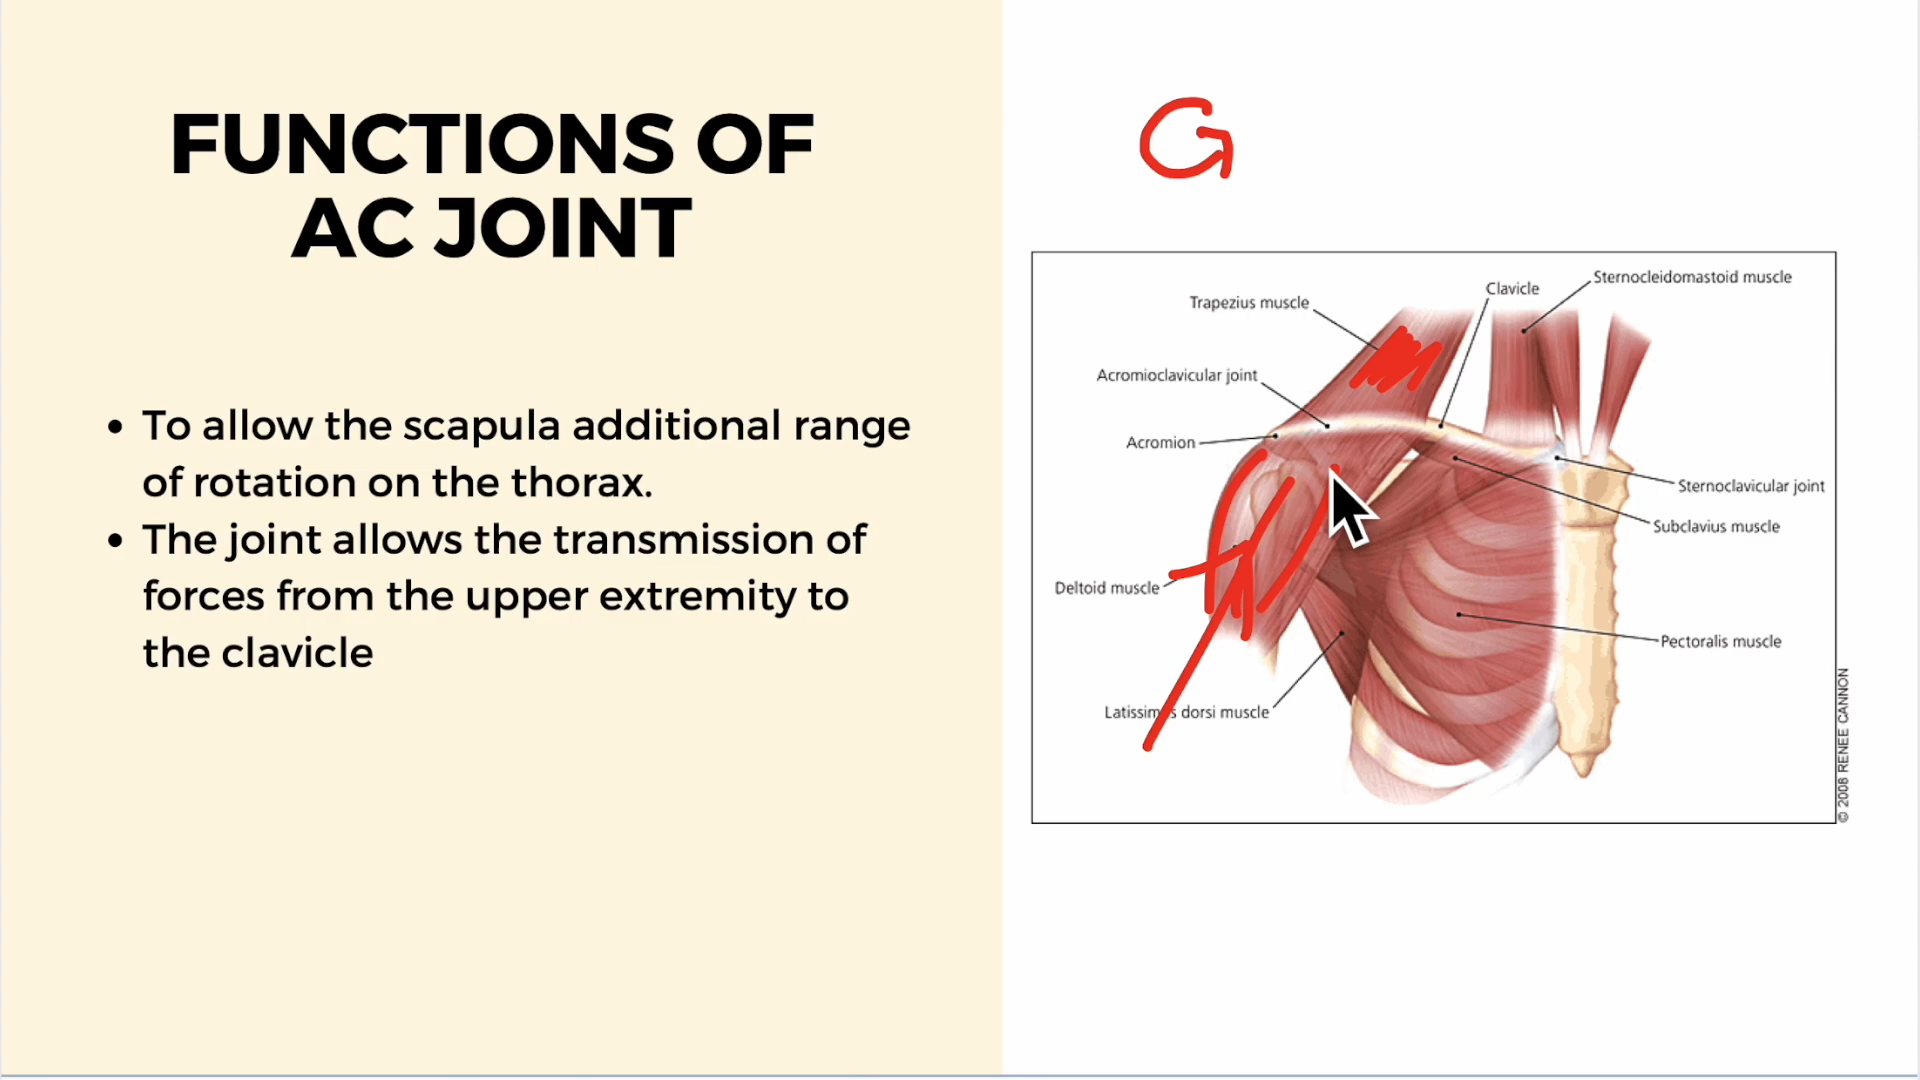 FUNCTIONS OF
AC JOINT
• To allow the scapula additional range
of rotation on the thorax.
• The joint allows the transmission of
forces from the upper extremity to
the clavicle
G
Sternocleidomastoid muscle
Clavicle
Trapezius muscle
Acromioclavicular joint
Acromion
Sternoclavicular joint
Subclavius muscle
Deltoid muscle
Pectoralis muscle
Latissimus dorsi muscle
© 2008 RENEE CANNON